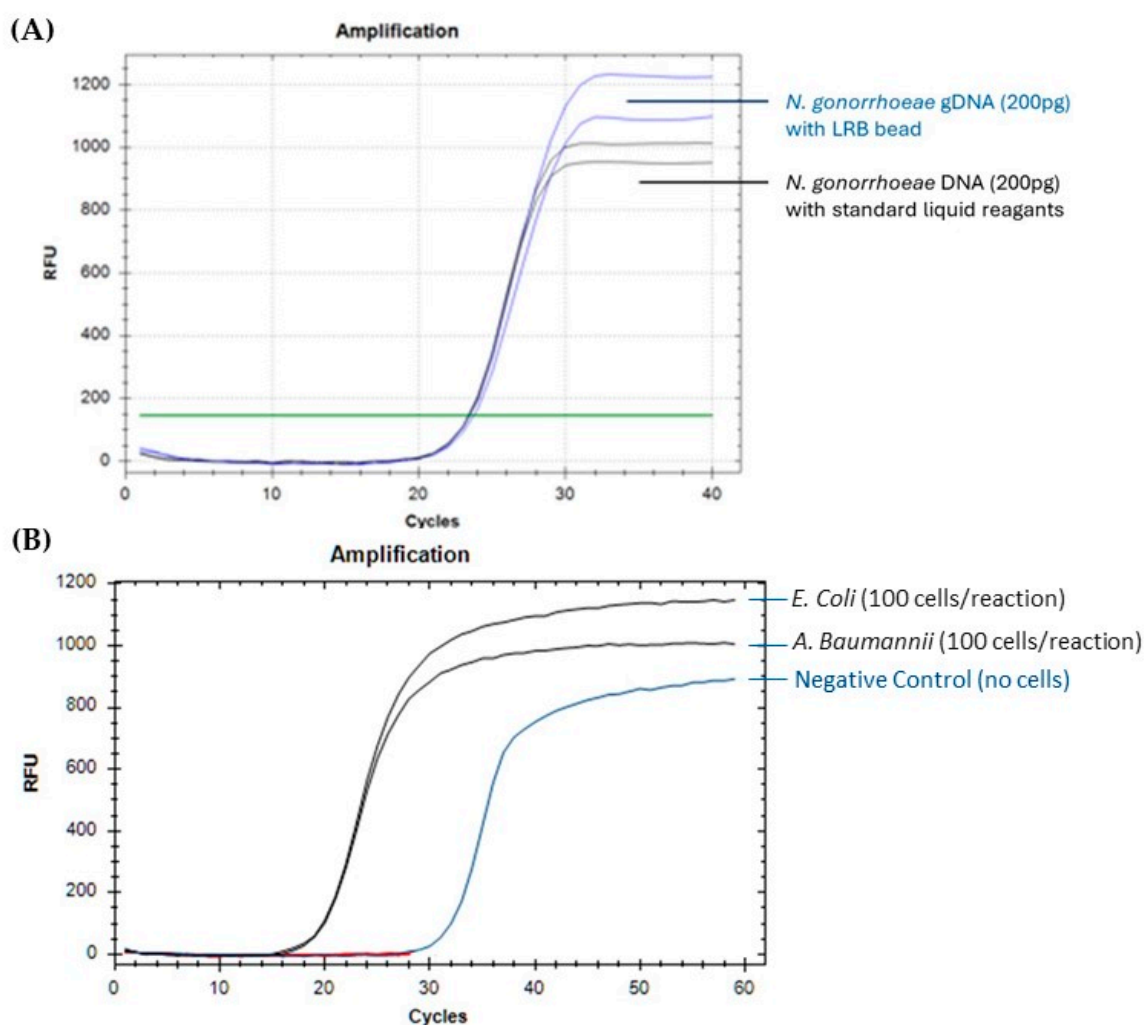 (A)
Amplification
1200
1000
800
600
400
200
0
RFU
0 10 20 30 40
Cycles
N. gonorrhoeae gDNA (200pg)
with LRB bead
N. gonorrhoeae DNA (200pg)
with standard liquid reagants
(B)
Amplification
1200
1000
800
600
400
200
0
RFU
0 10 20 30 40 50 60
Cycles
E. Coli (100 cells/reaction)
A. Baumannii (100 cells/reaction)
Negative Control (no cells)